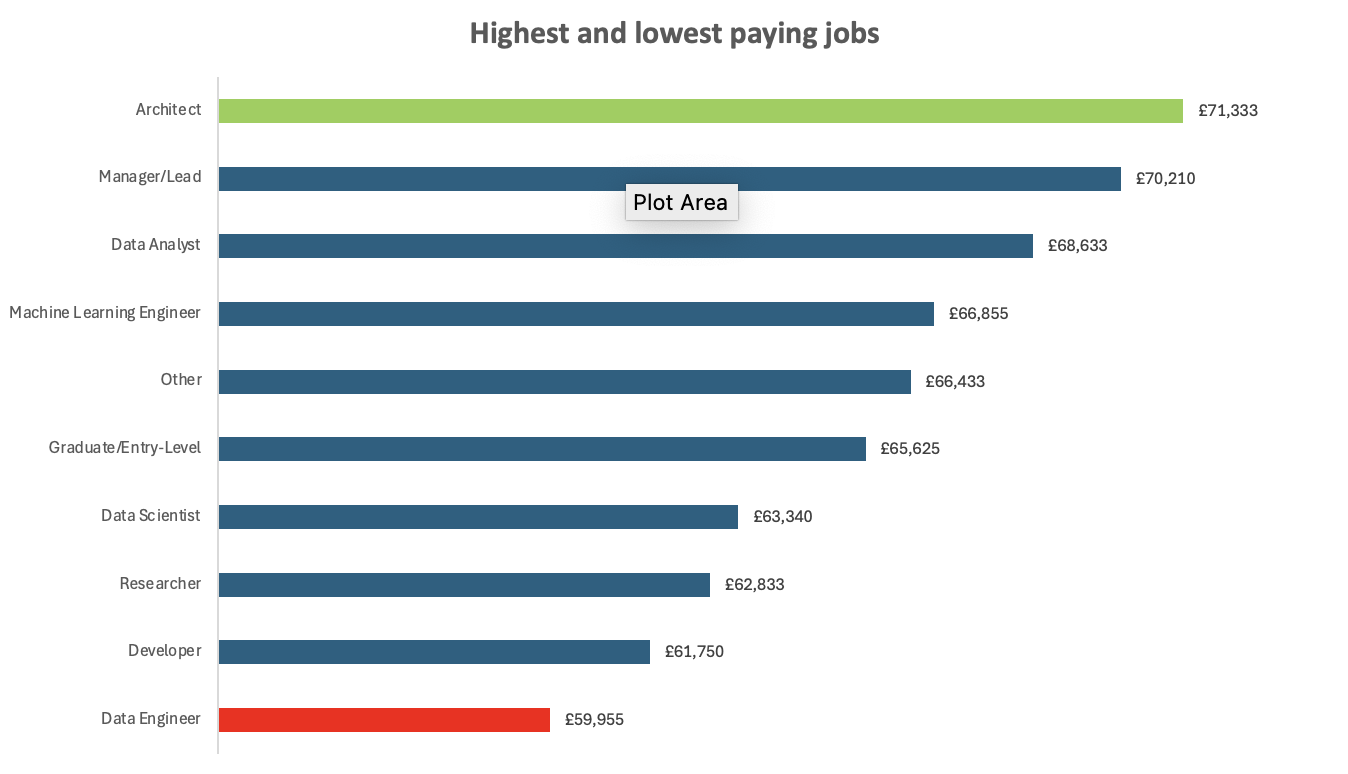 Highest and lowest paying jobs
Architect £71,333
Manager/Lead £70,210
Plot Area
Data Analyst £68,633
Machine Learning Engineer £66,855
Other £66,433
Graduate/Entry-Level £65,625
Data Scientist £63,340
Researcher £62,833
Developer £61,750
Data Engineer £59,955